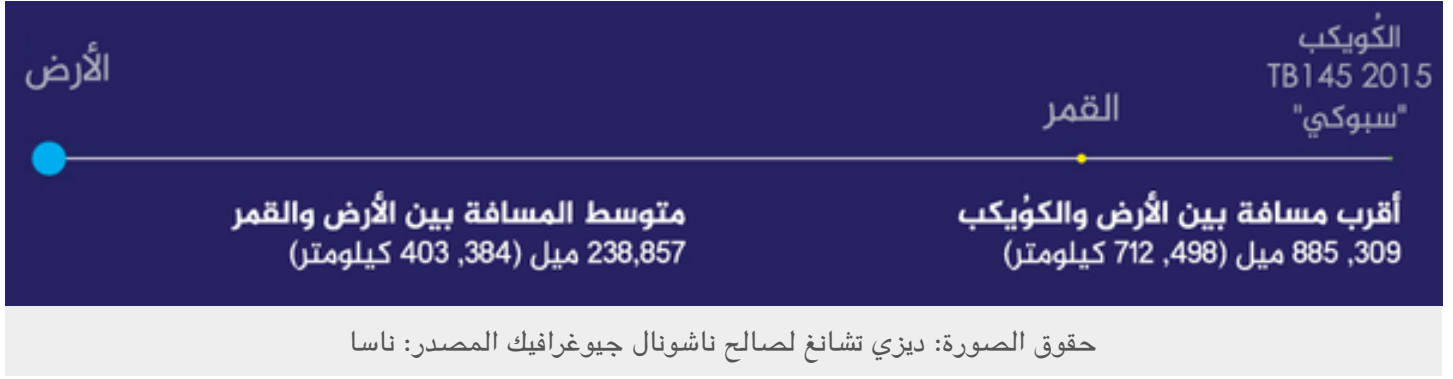 الكُويكب
TB145 2015
"سبوكي"
القمر
الأرض
أقرب مسافة بين الأرض والكوُيكب
309, 885 ميل (498, 712 كيلومتر)
متوسط المسافة بين الأرض والقمر
238,857 ميل (384, 403 كيلومتر)
حقوق الصورة: ديزي تشانغ لصالح ناشونال جيوغرافيك المصدر: ناسا